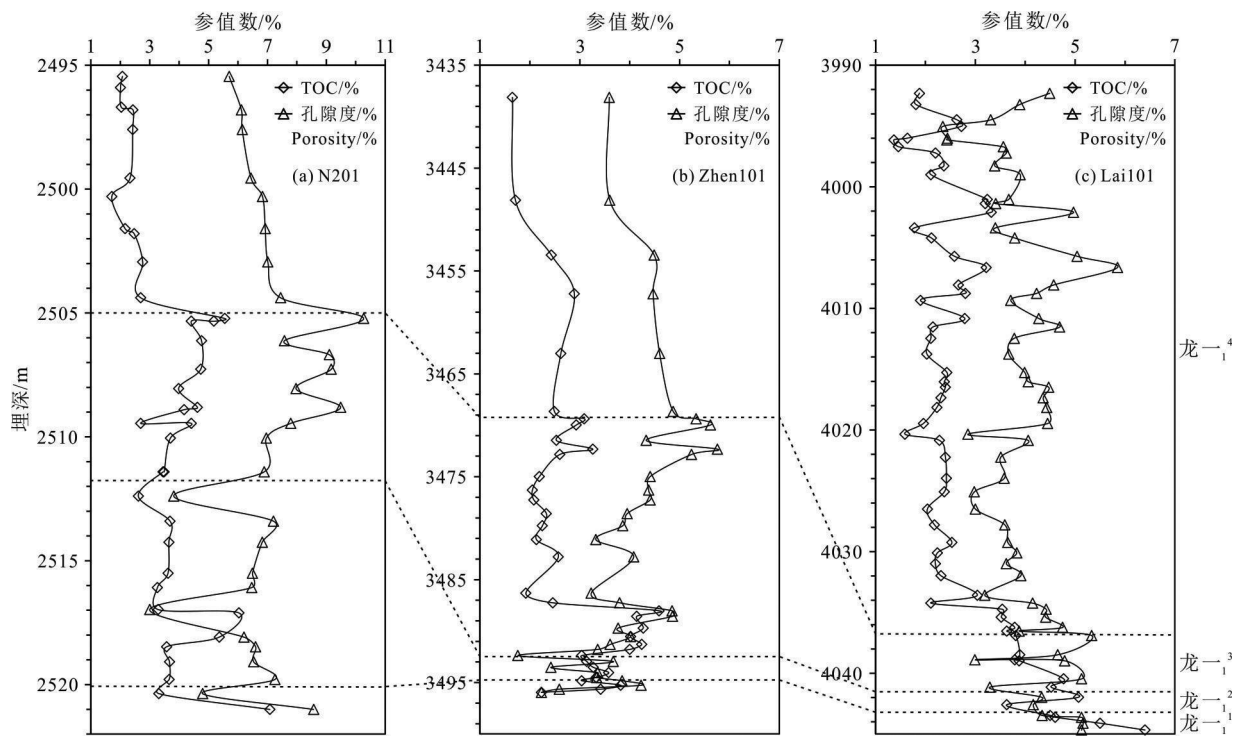 参值数/%
1 3 5 7 9 11
2495
2500
2505
2510
2515
2520
埋深/m
TOC/%
孔隙度/%
Porosity/%
(a) N201
参值数/%
1 3 5 7
3435
3445
3455
3465
3475
3485
3495
TOC/%
孔隙度/%
Porosity/%
(b) Zhen101
参值数/%
1 3 5 7
3990
4000
4010
4020
4030
4040
TOC/%
孔隙度/%
Porosity/%
(c) Lai101
龙一₁⁴
龙一₁³
龙一₁²
龙一₁¹